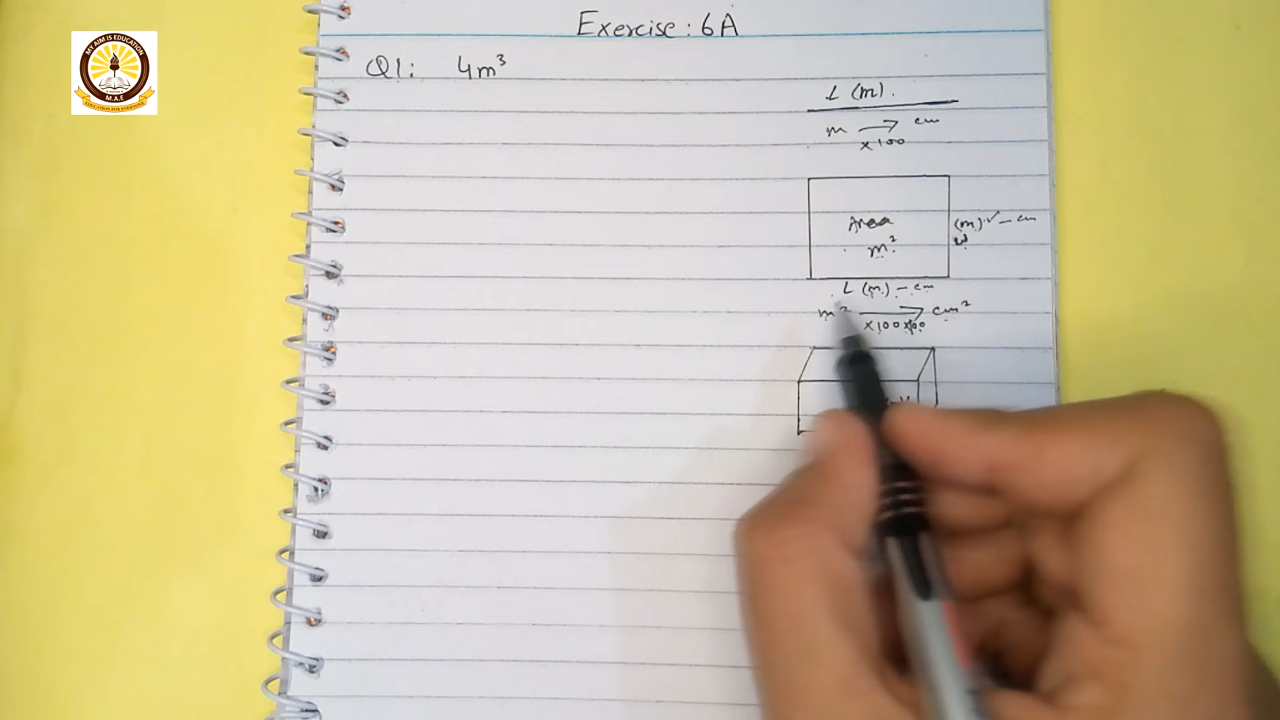 MY AIM IS EDUCATION
M.A.E
EDUCATION FOR EVERYONE
Exercise: 6A
Q1: 4m³
L (m).
m → cm
x100
Area
m²
(m) ✓ - cm
w
L (m) - cm
m² → cm²
x100x100